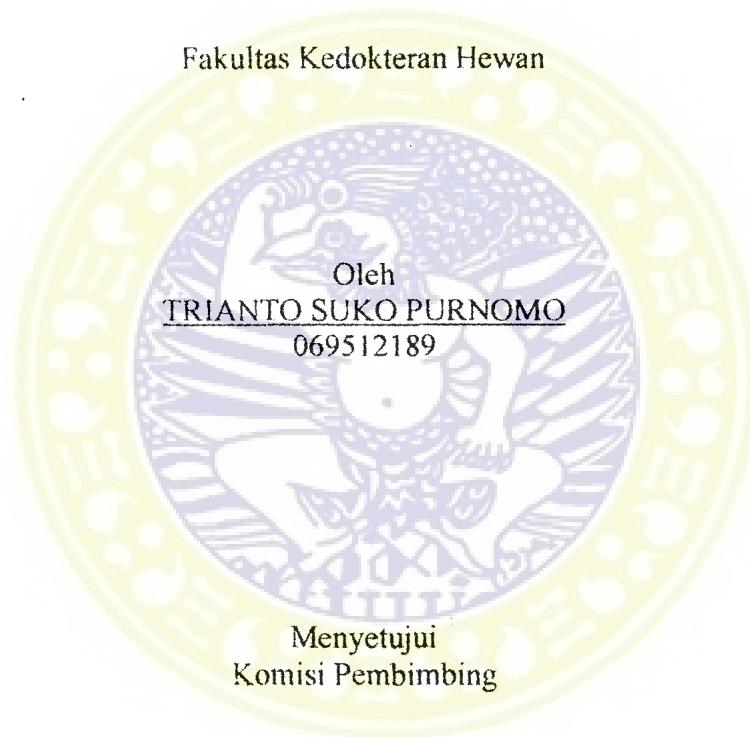 Fakultas Kedokteran Hewan
Oleh
TRIANTO SUKO PURNOMO
069512189
Menyetujui
Komisi Pembimbing